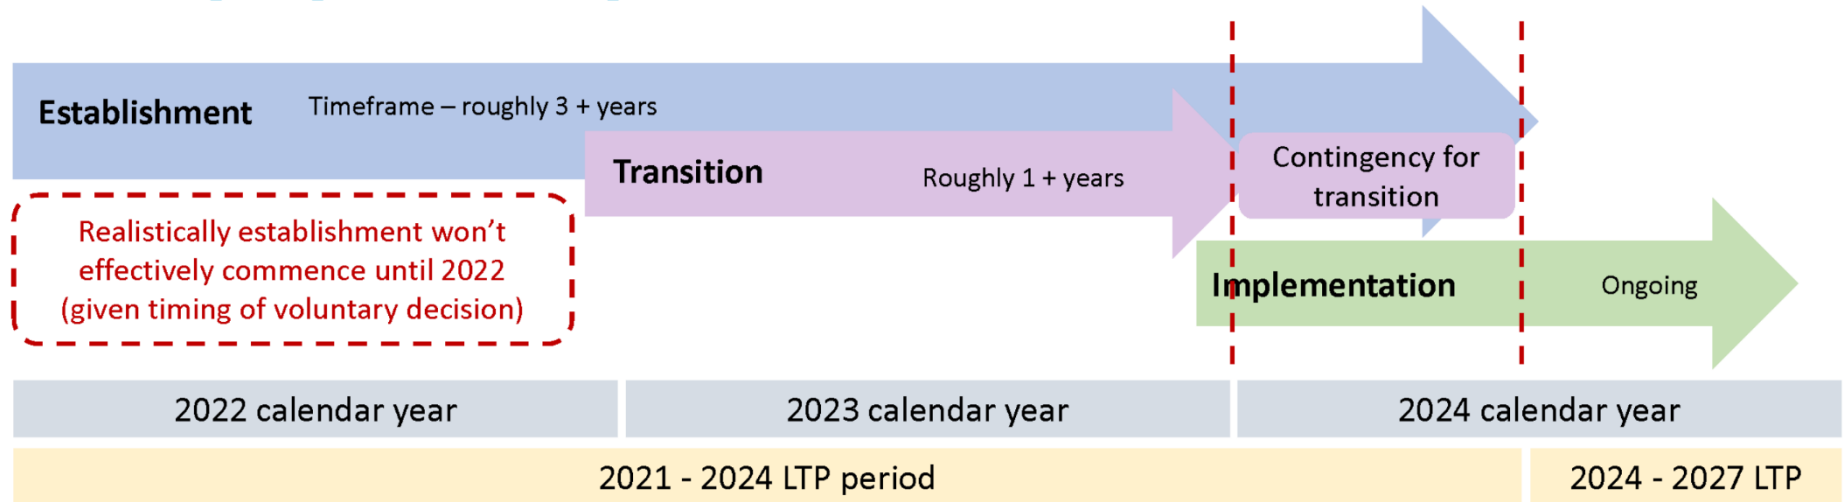 Establishment
Timeframe – roughly 3 + years
Transition
Roughly 1 + years
Contingency for
transition
Realistically establishment won't
effectively commence until 2022
(given timing of voluntary decision)
Implementation
Ongoing
2022 calendar year
2023 calendar year
2024 calendar year
2021 - 2024 LTP period
2024 - 2027 LTP